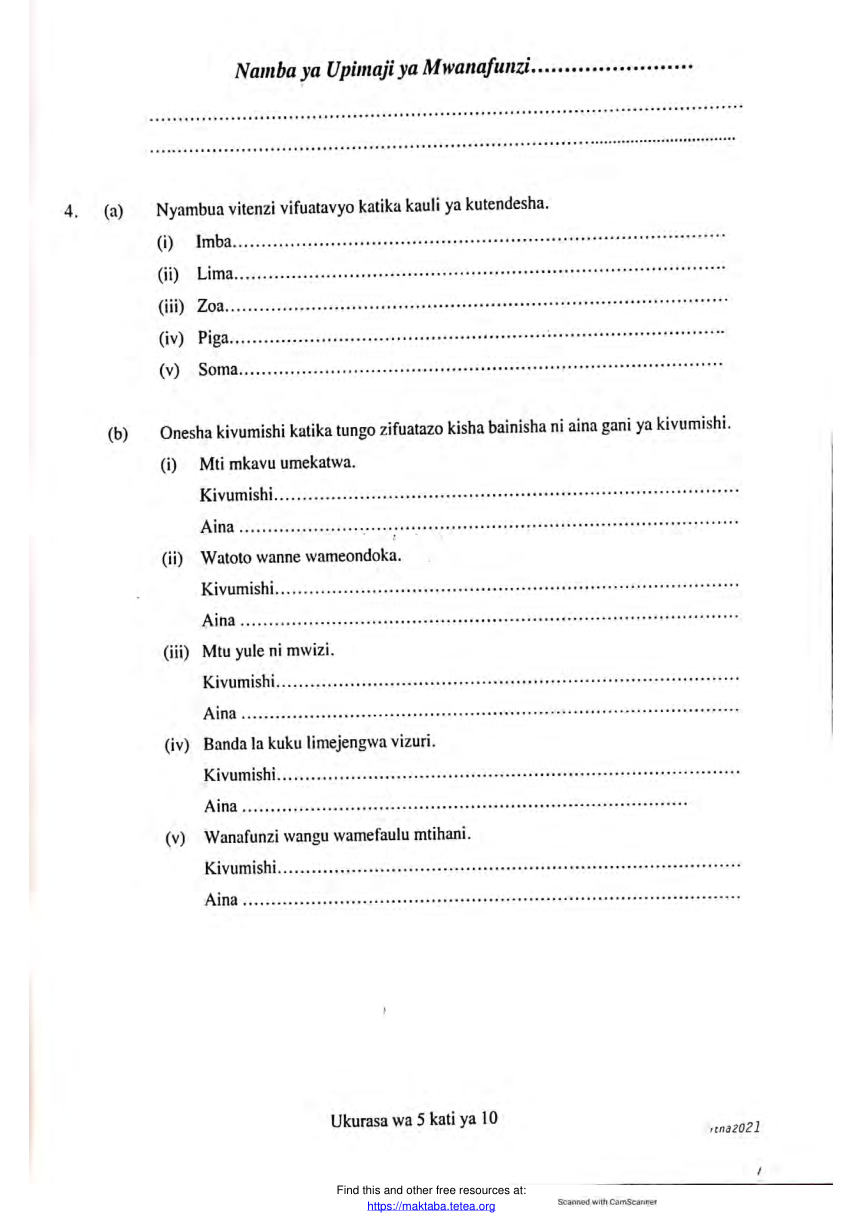 Namba ya Upimaji ya Mwanafunzi........................
................................................................................
................................................................................
4. (a) Nyambua vitenzi vifuatavyo katika kauli ya kutendesha.
(i) Imba................................................................................
(ii) Lima................................................................................
(iii) Zoa................................................................................
(iv) Piga................................................................................
(v) Soma................................................................................
(b) Onesha kivumishi katika tungo zifuatazo kisha bainisha ni aina gani ya kivumishi.
(i) Mti mkavu umekatwa.
Kivumishi................................................................................
Aina ................................................................................
(ii) Watoto wanne wameondoka.
Kivumishi................................................................................
Aina ................................................................................
(iii) Mtu yule ni mwizi.
Kivumishi................................................................................
Aina ................................................................................
(iv) Banda la kuku limejengwa vizuri.
Kivumishi................................................................................
Aina ................................................................................
(v) Wanafunzi wangu wamefaulu mtihani.
Kivumishi................................................................................
Aina ................................................................................
Ukurasa wa 5 kati ya 10
Find this and other free resources at:
https://maktaba.tetea.org
Scanned with CamScanner